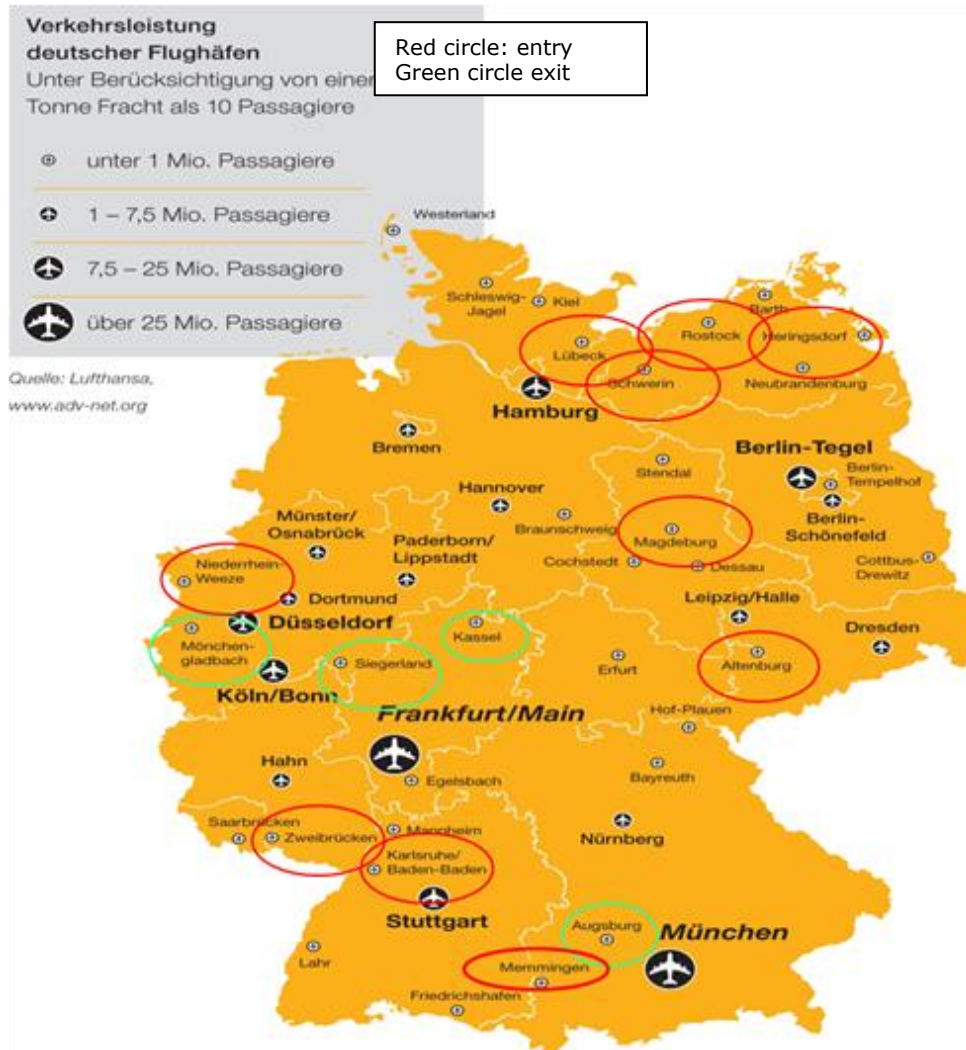 Verkehrsleistung
deutscher Flughäfen
Unter Berücksichtigung von einer
Tonne Fracht als 10 Passagiere
unter 1 Mio. Passagiere
1 – 7,5 Mio. Passagiere
7,5 – 25 Mio. Passagiere
über 25 Mio. Passagiere
Quelle: Lufthansa,
www.adv-net.org
Red circle: entry
Green circle exit
Westerland
Schleswig-
Jagel
Kiel
Barth
Lübeck
Rostock
Heringsdorf
Schwerin
Neubrandenburg
Hamburg
Bremen
Stendal
Berlin-Tegel
Berlin-
Tempelhof
Hannover
Braunschweig
Magdeburg
Berlin-
Schönefeld
Münster/
Osnabrück
Paderborn/
Lippstadt
Cochstedt
Dessau
Cottbus-
Drewitz
Niederrhein-
Weeze
Dortmund
Düsseldorf
Kassel
Leipzig/Halle
Dresden
Mönchen-
gladbach
Siegerland
Erfurt
Altenburg
Köln/Bonn
Frankfurt/Main
Hof-Plauen
Hahn
Egelsbach
Bayreuth
Saarbrücken
Zweibrücken
Mannheim
Nürnberg
Karlsruhe/
Baden-Baden
Stuttgart
Augsburg
München
Lahr
Memmingen
Friedrichshafen